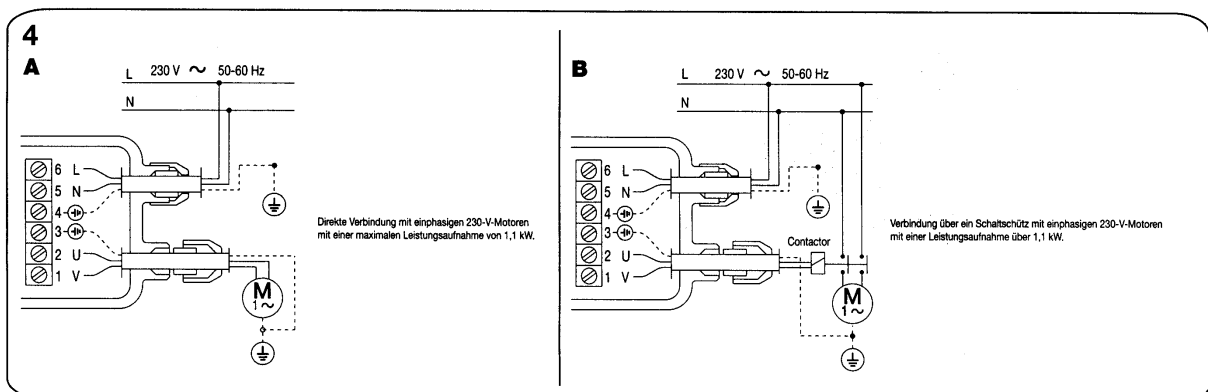 4
A
L 230 V ~ 50-60 Hz
N
6 L
5 N
4
3
2 U
1 V
M
1~
Direkte Verbindung mit einphasigen 230-V-Motoren
mit einer maximalen Leistungsaufnahme von 1,1 kW.
B
L 230 V ~ 50-60 Hz
N
6 L
5 N
4
3
2 U
1 V
Contactor
M
1~
Verbindung über ein Schaltschütz mit einphasigen 230-V-Motoren
mit einer Leistungsaufnahme über 1,1 kW.